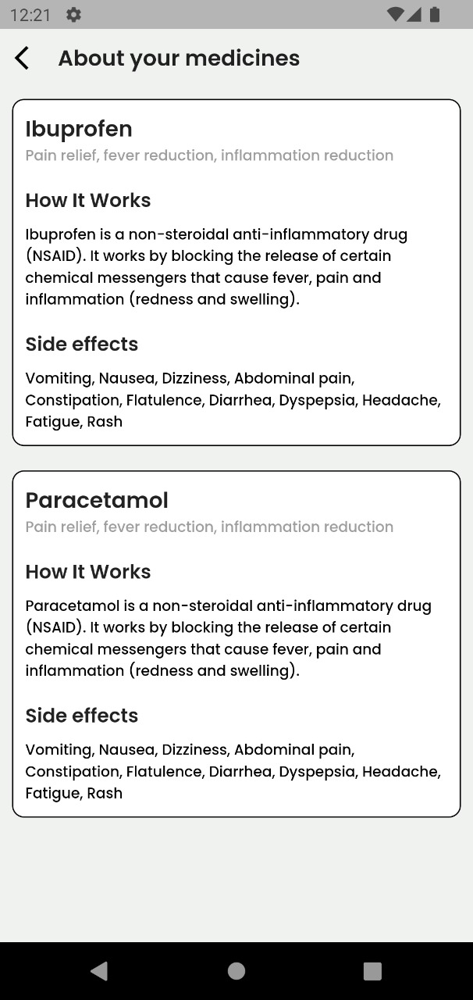 12:21
About your medicines
Ibuprofen
Pain relief, fever reduction, inflammation reduction
How It Works
Ibuprofen is a non-steroidal anti-inflammatory drug
(NSAID). It works by blocking the release of certain
chemical messengers that cause fever, pain and
inflammation (redness and swelling).
Side effects
Vomiting, Nausea, Dizziness, Abdominal pain,
Constipation, Flatulence, Diarrhea, Dyspepsia, Headache,
Fatigue, Rash
Paracetamol
Pain relief, fever reduction, inflammation reduction
How It Works
Paracetamol is a non-steroidal anti-inflammatory drug
(NSAID). It works by blocking the release of certain
chemical messengers that cause fever, pain and
inflammation (redness and swelling).
Side effects
Vomiting, Nausea, Dizziness, Abdominal pain,
Constipation, Flatulence, Diarrhea, Dyspepsia, Headache,
Fatigue, Rash